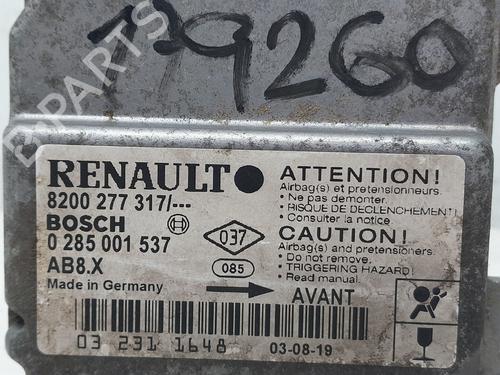 199260
B-PARTS
RENAULT
8200 277 317/---
BOSCH
0 285 001 537
AB8.X
Made in Germany
037
085
ATTENTION!
Airbag(s) et pretensionneurs.
• Ne pas demonter.
• RISQUE DE DECLENCHEMENT!
• Consulter la notice.
CAUTION!
Airbag(s) and pretensioners
• Do not remove.
• TRIGGERING HAZARD!
• Read manual.
AVANT
03 231 1648
03-08-19